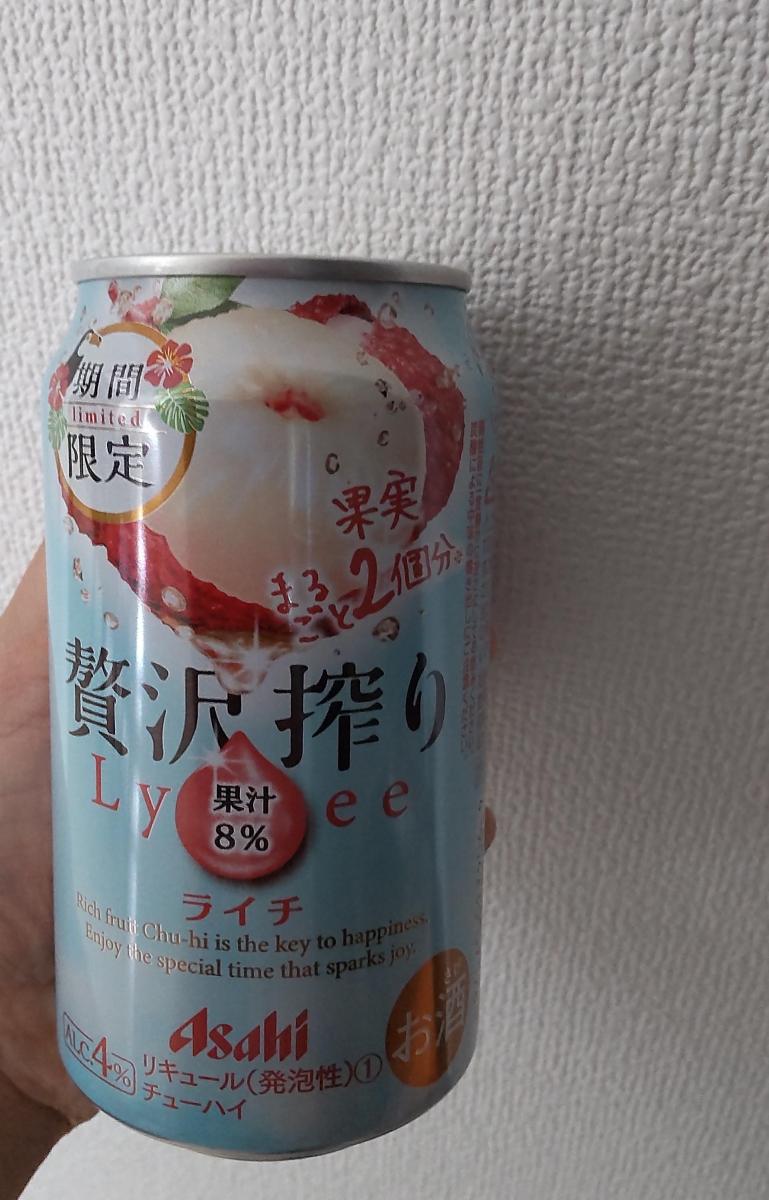 期間
limited
限定
果実
まる
ごと2個分※
贅沢搾り
Ly ee
果汁
8%
ライチ
Rich fruit Chu-hi is the key to happiness.
Enjoy the special time that sparks joy.
Asahi
ALC.4%
リキュール(発泡性)①
チューハイ
さけ
お酒